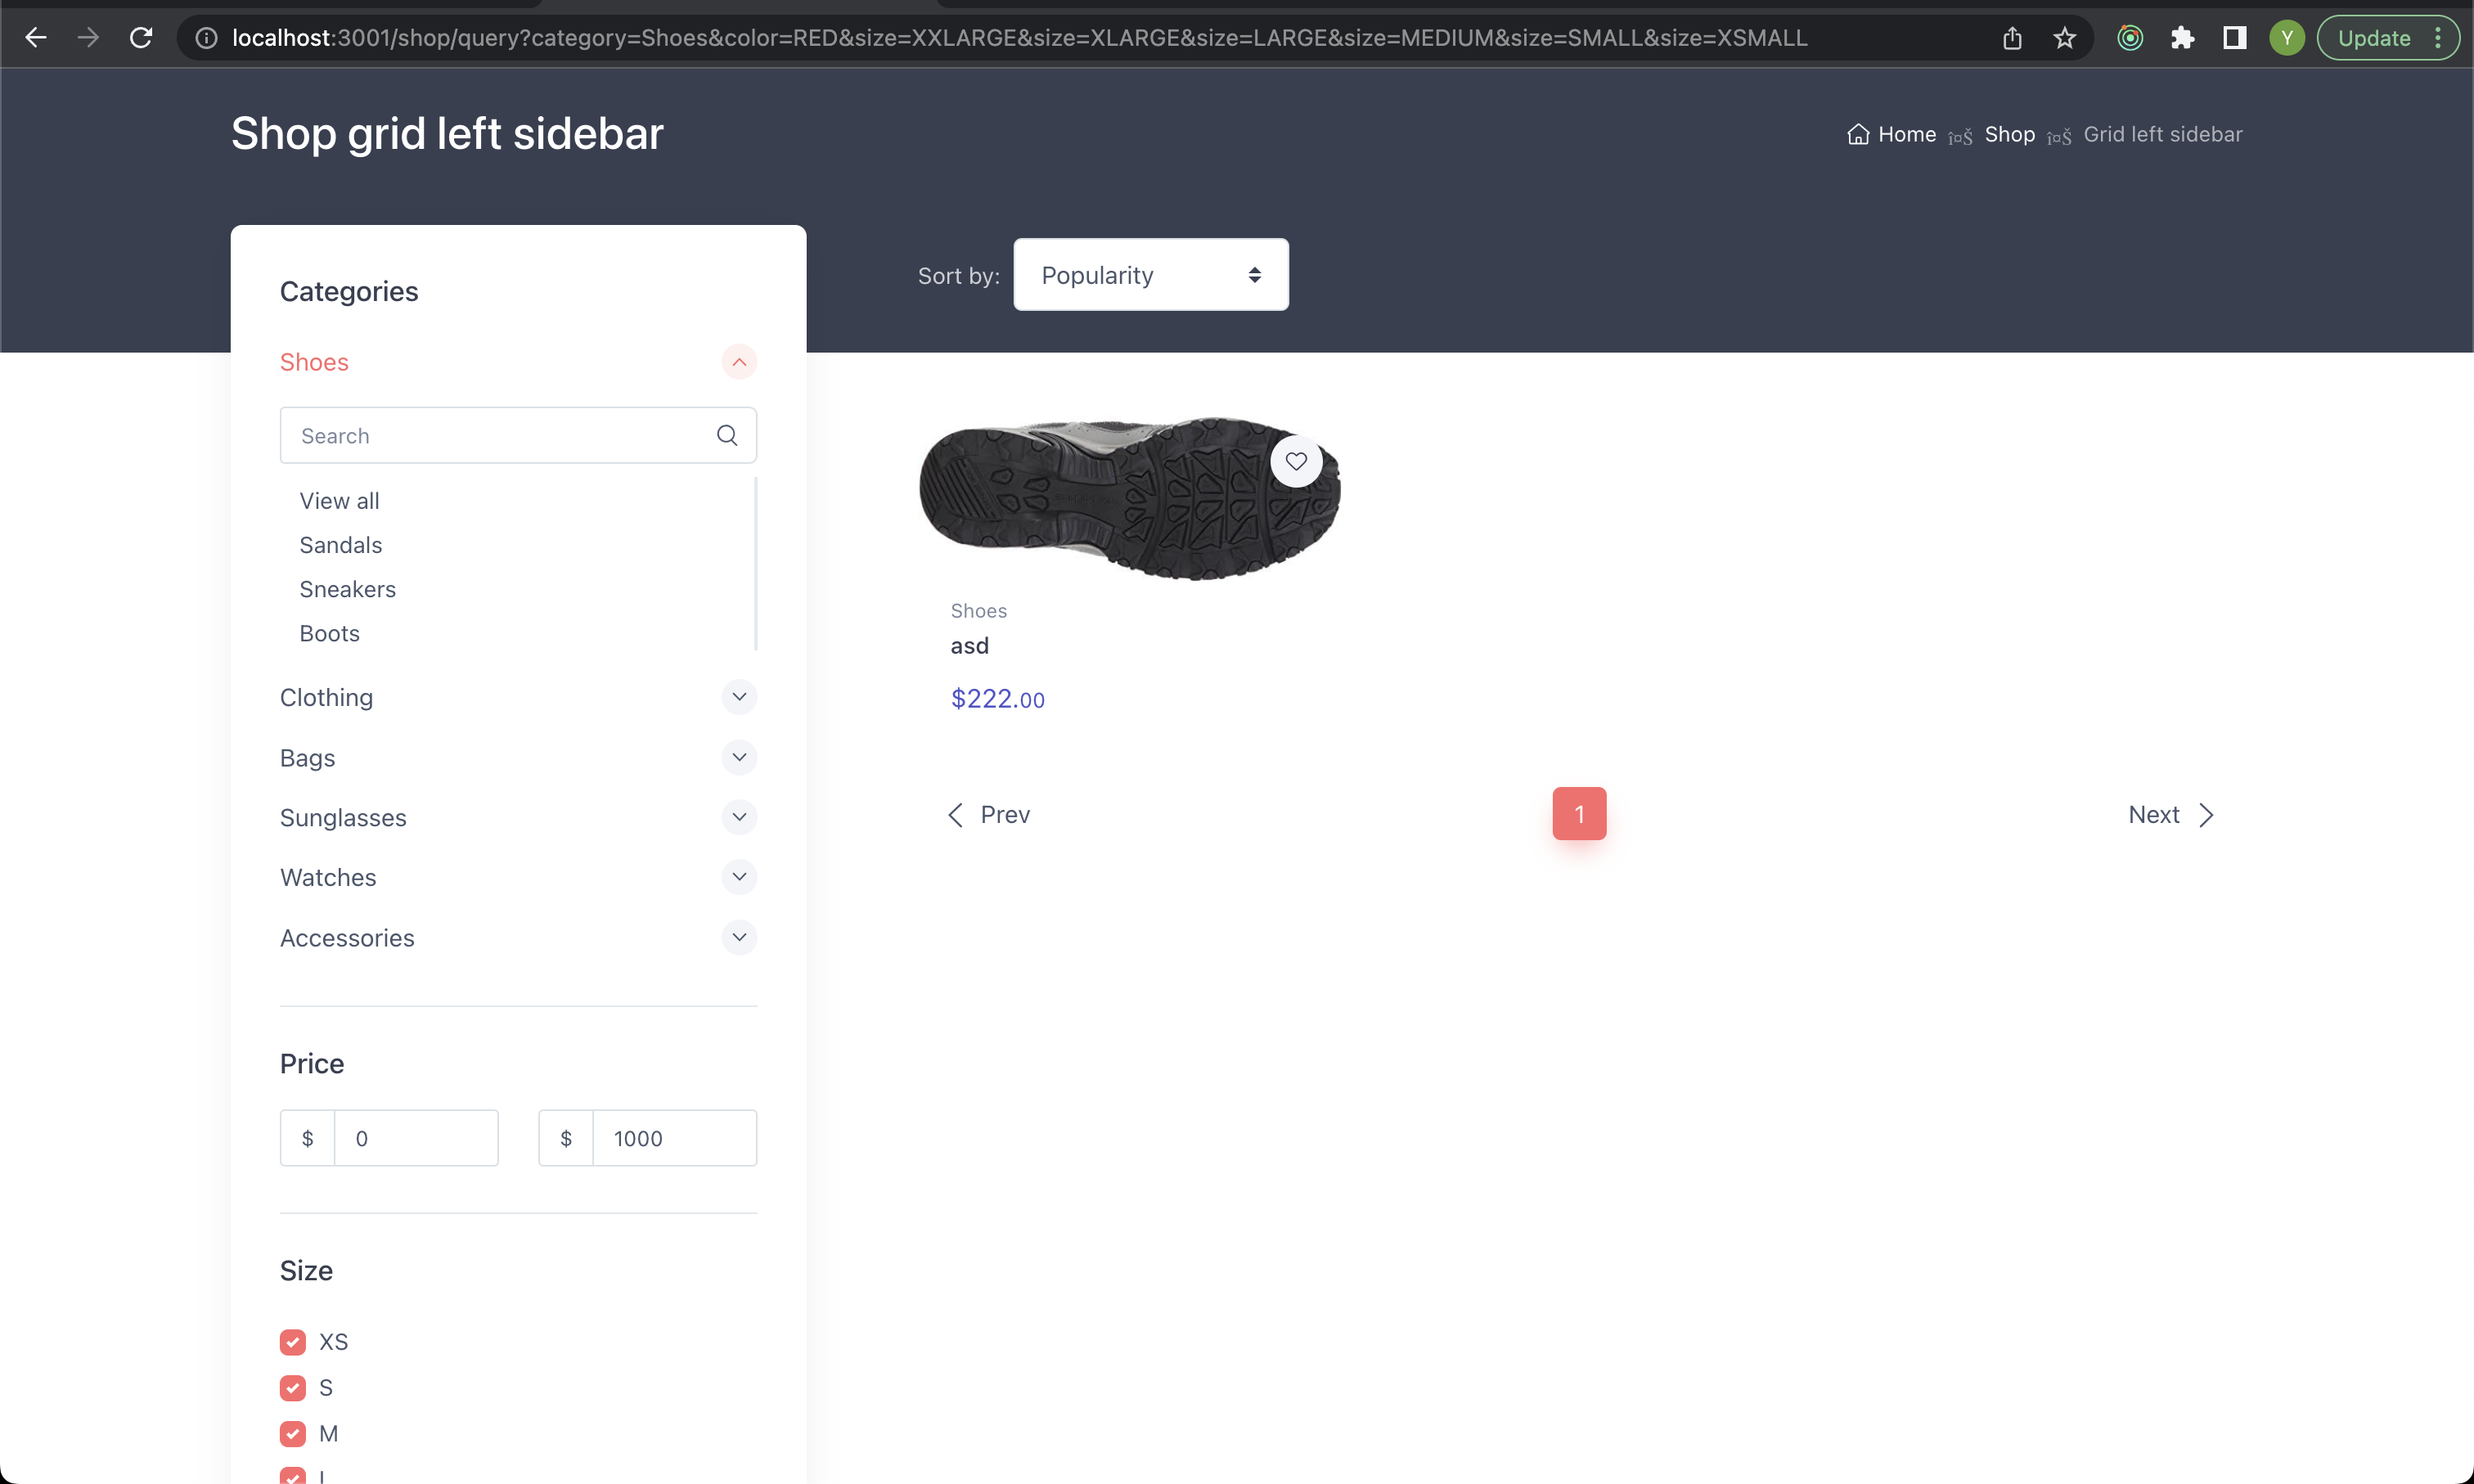 localhost:3001/shop/query?category=Shoes&color=RED&size=XXLARGE&size=XLARGE&size=LARGE&size=MEDIUM&size=SMALL&size=XSMALL
Y
Update
Shop grid left sidebar
Home î¤Š Shop î¤Š Grid left sidebar
Categories
Sort by: Popularity
Shoes
Search
View all
Sandals
Sneakers
Boots
Clothing
Bags
Sunglasses
Watches
Accessories
Shoes
asd
$222.00
Prev 1 Next
Price
$ 0 $ 1000
Size
XS
S
M
L